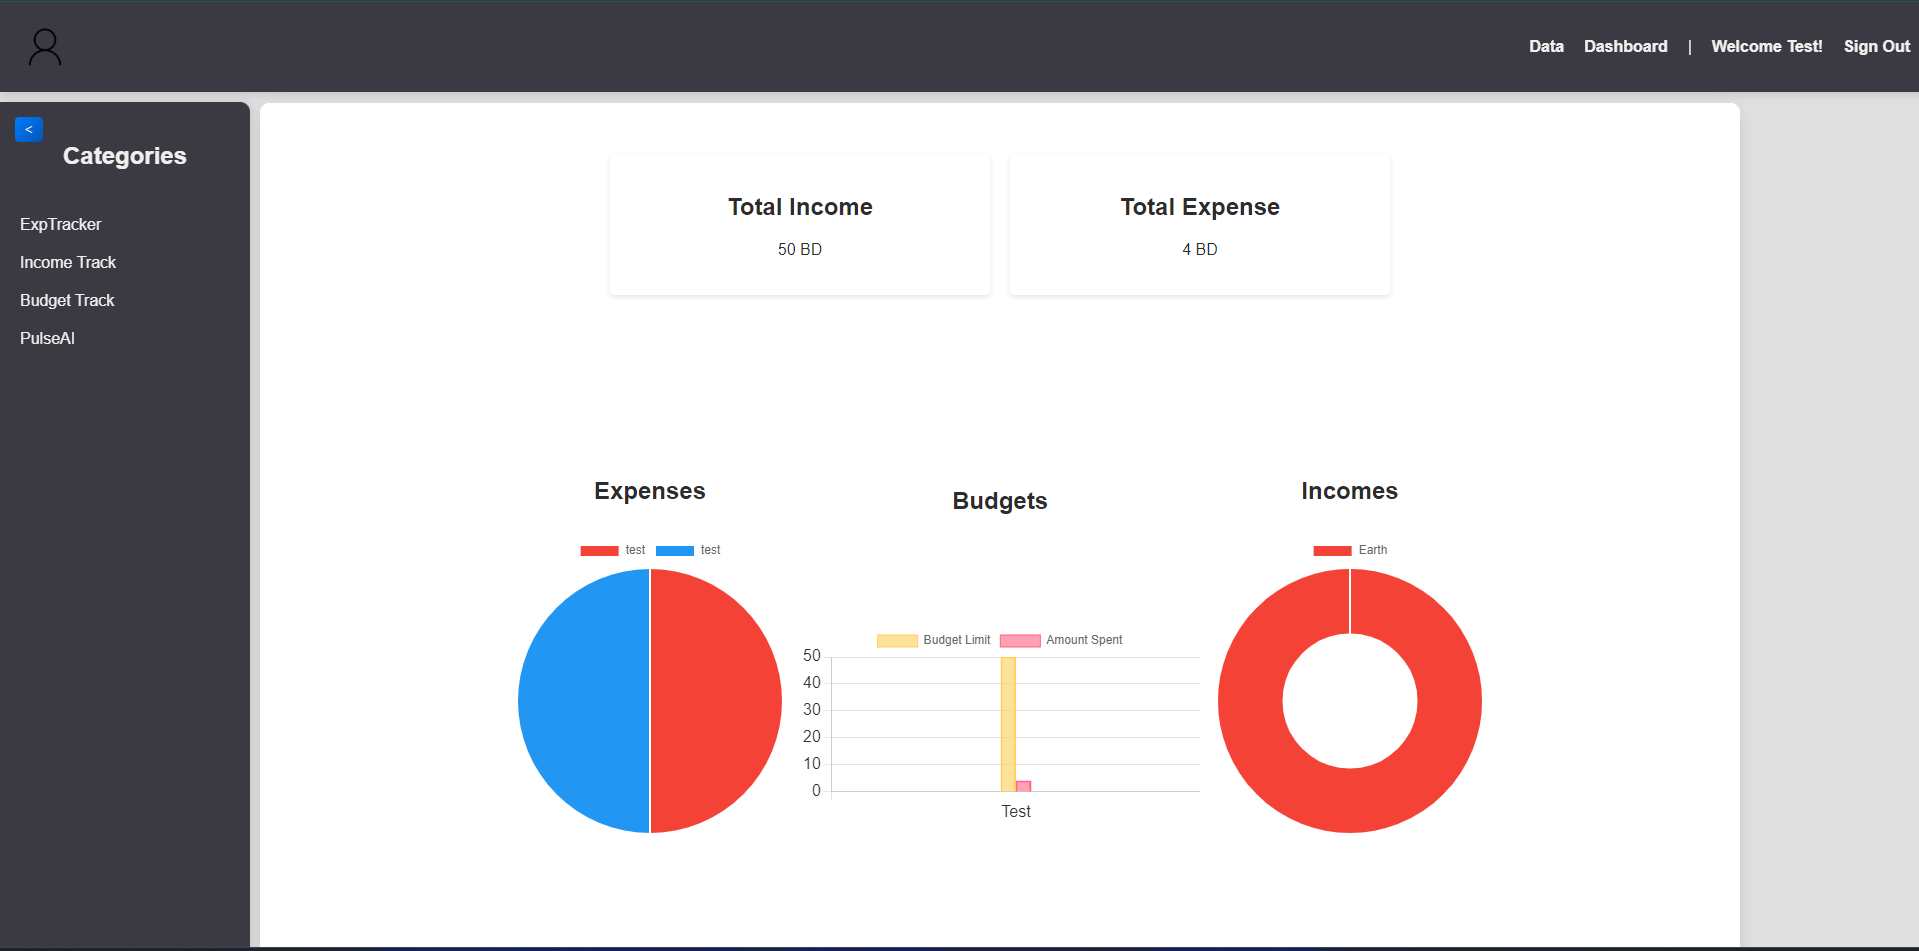 Data Dashboard | Welcome Test! Sign Out
<
Categories
ExpTracker
Income Track
Budget Track
PulseAI
Total Income
50 BD
Total Expense
4 BD
Expenses
test test
Budgets
Budget Limit Amount Spent
50
40
30
20
10
0
Test
Incomes
Earth